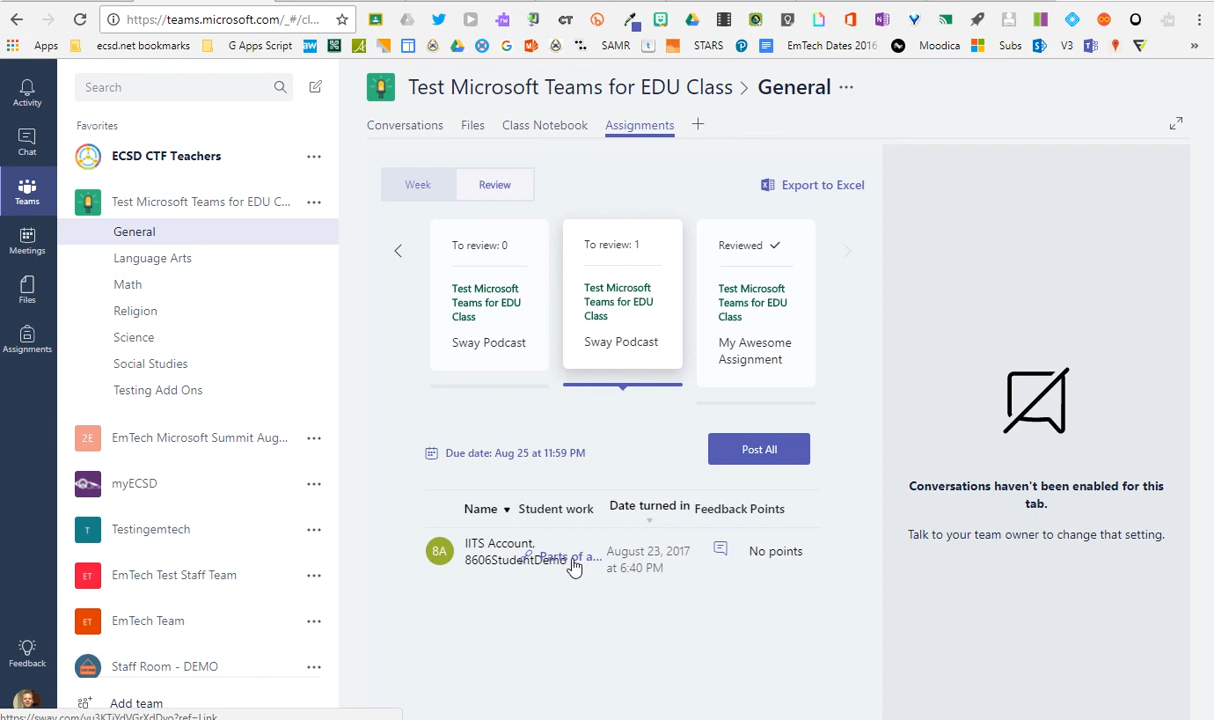 https://teams.microsoft.com/_#/cl...
Apps ecsd.net bookmarks G Apps Script SAMR STARS EmTech Dates 2016 Moodica Subs V3 »
Activity
Chat
Teams
Meetings
Files
Assignments
Feedback
Search
Favorites
ECSD CTF Teachers
Test Microsoft Teams for EDU C...
General
Language Arts
Math
Religion
Science
Social Studies
Testing Add Ons
2E EmTech Microsoft Summit Aug...
myECSD
T Testingemtech
ET EmTech Test Staff Team
ET EmTech Team
Staff Room - DEMO
Add team
Test Microsoft Teams for EDU Class > General ...
Conversations Files Class Notebook Assignments +
Week Review
Export to Excel
To review: 0
Test Microsoft
Teams for EDU
Class
Sway Podcast
To review: 1
Test Microsoft
Teams for EDU
Class
Sway Podcast
Reviewed
Test Microsoft
Teams for EDU
Class
My Awesome
Assignment
Due date: Aug 25 at 11:59 PM
Post All
Name Student work Date turned in Feedback Points
8A
IITS Account,
8606StudentDemo
Parts of a...
August 23, 2017
at 6:40 PM
No points
Conversations haven't been enabled for this
tab.
Talk to your team owner to change that setting.